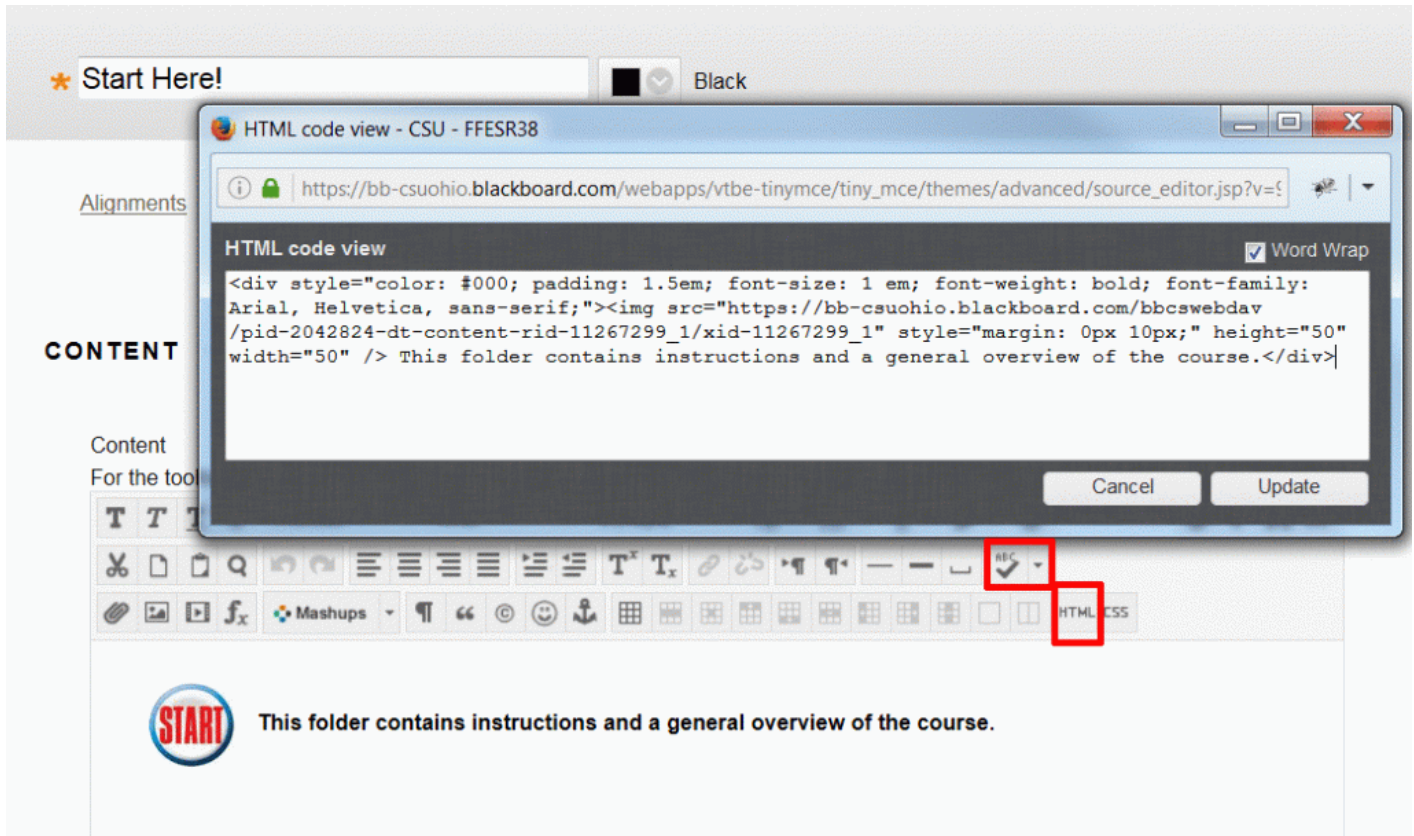 * Start Here!
Black
HTML code view - CSU - FFESR38
https://bb-csuohio.blackboard.com/webapps/vtbe-tinymce/tiny_mce/themes/advanced/source_editor.jsp?v=9
Alignments
HTML code view
Word Wrap
<div style="color: #000; padding: 1.5em; font-size: 1 em; font-weight: bold; font-family:
Arial, Helvetica, sans-serif;"><img src="https://bb-csuohio.blackboard.com/bbcswebdav
/pid-2042824-dt-content-rid-11267299_1/xid-11267299_1" style="margin: 0px 10px;" height="50"
width="50" /> This folder contains instructions and a general overview of the course.</div>
CONTENT
Content
For the tool
Cancel
Update
T T T
ABC
Mashups
HTML CSS
START
This folder contains instructions and a general overview of the course.